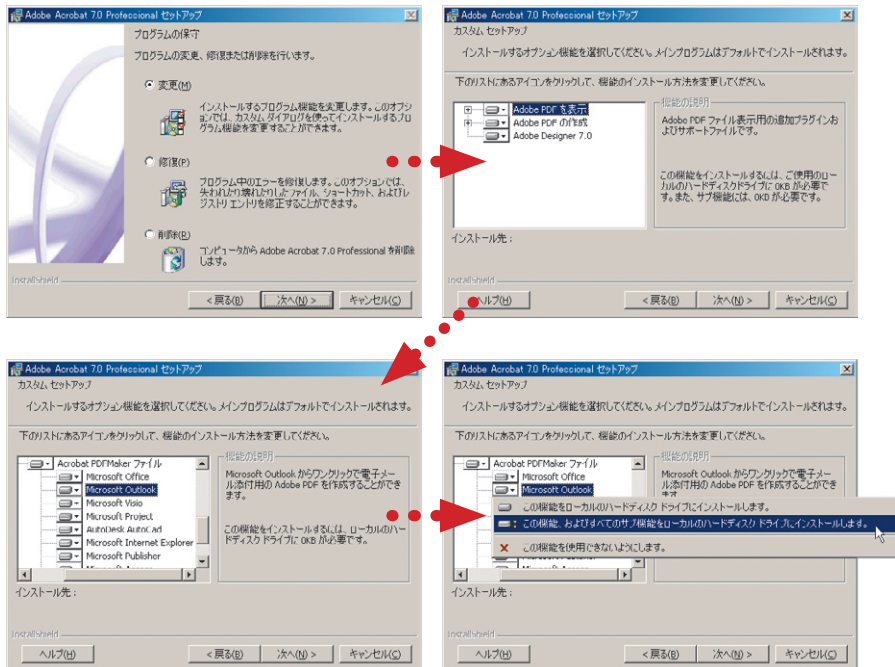 Adobe Acrobat 7.0 Professional セットアップ
プログラムの保守
プログラムの変更、修復または削除を行います。
変更(M)
インストールするプログラム機能を変更します。このオプシ
ョンでは、カスタム ダイアログを使ってインストールするプロ
グラム機能を変更することができます。
修復(P)
プログラム中のエラーを修復します。このオプションでは、
失われたり壊れたりしたファイル、ショートカット、およびレ
ジストリ エントリを修正することができます。
削除(R)
コンピュータから Adobe Acrobat 7.0 Professional を削除
します。
InstallShield
< 戻る(B)
次へ(N) >
キャンセル(C)
Adobe Acrobat 7.0 Professional セットアップ
カスタム セットアップ
インストールするオプション機能を選択してください。メインプログラムはデフォルトでインストールされます。
下のリストにあるアイコンをクリックして、機能のインストール方法を変更してください。
Adobe PDF を表示
Adobe PDF の作成
Adobe Designer 7.0
機能の説明
Adobe PDF ファイル表示用の追加プラグインお
よびサポートファイルです。
この機能をインストールするには、ご使用のロー
カルのハードディスクドライブに 0KB が必要で
す。また、サブ機能には、0KB が必要です。
インストール先 :
InstallShield
ヘルプ(H)
< 戻る(B)
次へ(N) >
キャンセル(C)
Adobe Acrobat 7.0 Professional セットアップ
カスタム セットアップ
インストールするオプション機能を選択してください。メインプログラムはデフォルトでインストールされます。
下のリストにあるアイコンをクリックして、機能のインストール方法を変更してください。
Acrobat PDFMaker ファイル
Microsoft Office
Microsoft Outlook
Microsoft Visio
Microsoft Project
AutoDesk AutoCad
Microsoft Internet Explorer
Microsoft Publisher
Microsoft Access
機能の説明
Microsoft Outlook からワンクリックで電子メー
ル添付用の Adobe PDF を作成することができ
ます。
この機能をインストールするには、ローカルのハー
ドディスク ドライブに 0KB が必要です。
インストール先 :
InstallShield
ヘルプ(H)
< 戻る(B)
次へ(N) >
キャンセル(C)
Adobe Acrobat 7.0 Professional セットアップ
カスタム セットアップ
インストールするオプション機能を選択してください。メインプログラムはデフォルトでインストールされます。
下のリストにあるアイコンをクリックして、機能のインストール方法を変更してください。
Acrobat PDFMaker ファイル
Microsoft Office
Microsoft Outlook
機能の説明
Microsoft Outlook からワンクリックで電子メー
ル添付用の Adobe PDF を作成することができ
ます
この機能をローカルのハードディスク ドライブにインストールします。
この機能、およびすべてのサブ機能をローカルのハードディスク ドライブにインストールします。
この機能を使用できないようにします。
インストール先 :
InstallShield
ヘルプ(H)
< 戻る(B)
次へ(N) >
キャンセル(C)